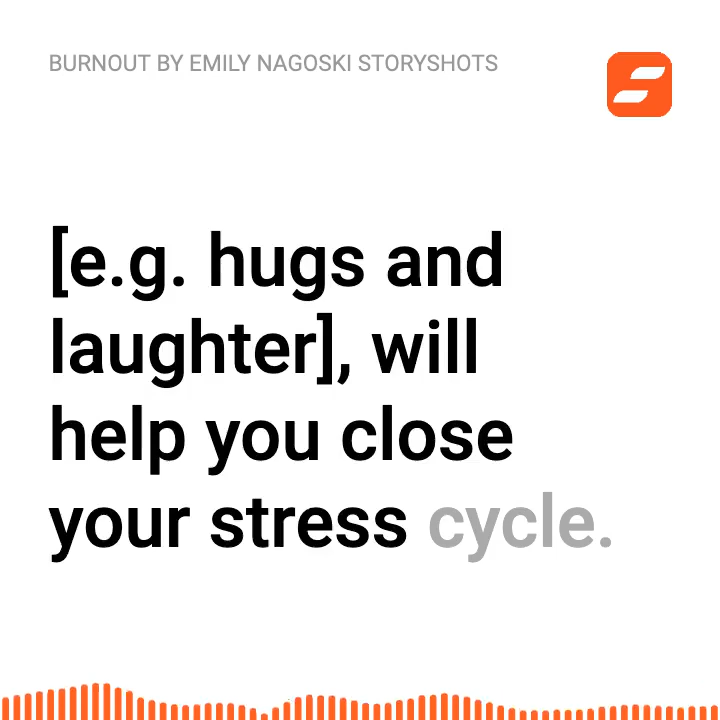 BURNOUT BY EMILY NAGOSKI STORYSHOTS
[e.g. hugs and
laughter], will
help you close
your stress cycle.